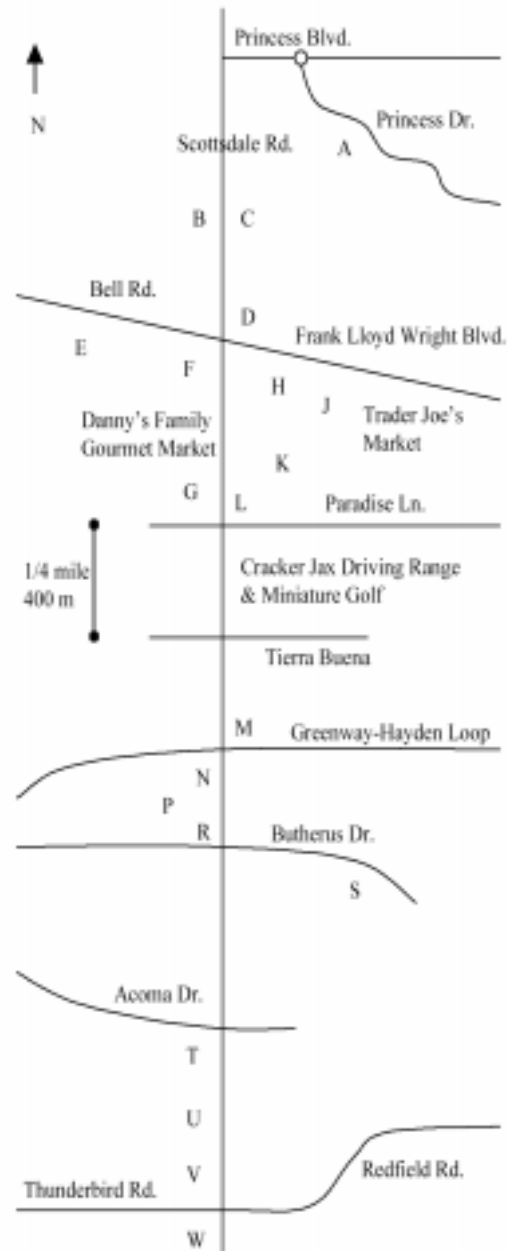 Princess Blvd.
N
Princess Dr.
Scottsdale Rd.
A
B
C
Bell Rd.
D
Frank Lloyd Wright Blvd.
E
F
H
J
Danny's Family
Gourmet Market
Trader Joe's
Market
K
G
L
Paradise Ln.
1/4 mile
400 m
Cracker Jax Driving Range
& Miniature Golf
Tierra Buena
M
Greenway-Hayden Loop
N
P
R
Butherus Dr.
S
Acoma Dr.
T
U
V
Redfield Rd.
Thunderbird Rd.
W